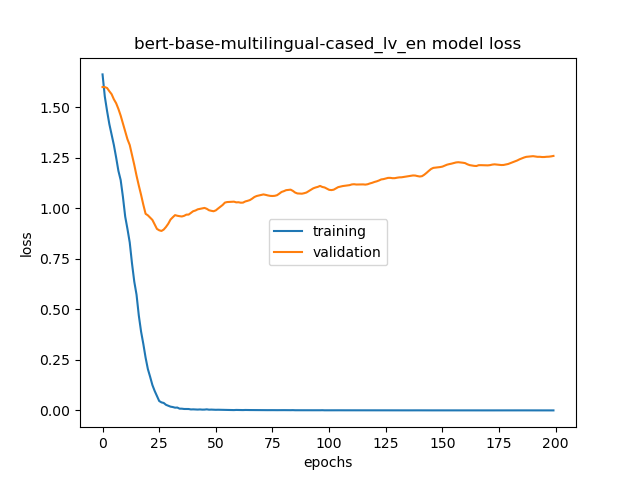 bert-base-multilingual-cased_lv_en model loss
loss
1.50
1.25
1.00
0.75
0.50
0.25
0.00
training
validation
0 25 50 75 100 125 150 175 200
epochs